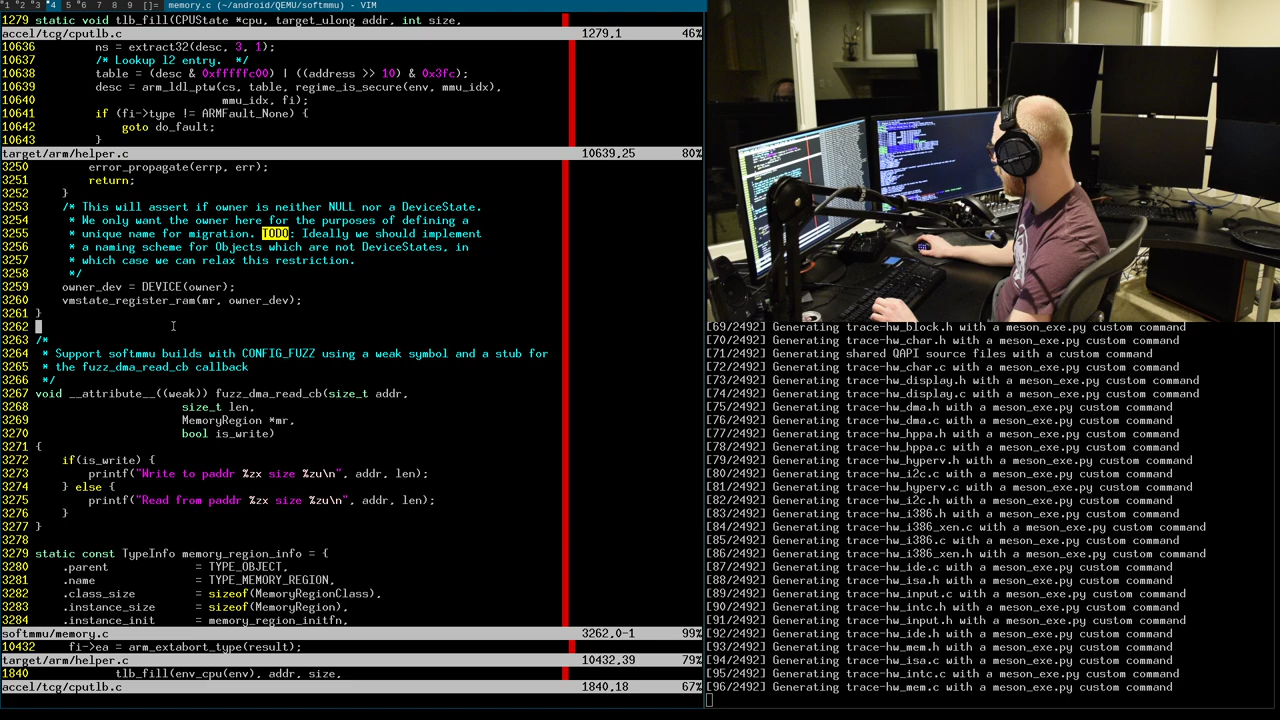 °1 °2 °3 °4 5 °6 7 8 9 []= memory.c (~/android/QEMU/softmmu) - VIM
1279 static void tlb_fill(CPUState *cpu, target_ulong addr, int size,
accel/tcg/cputlb.c 1279,1 46%
10636 ns = extract32(desc, 3, 1);
10637 /* Lookup l2 entry. */
10638 table = (desc & 0xfffffc00) | ((address >> 10) & 0x3fc);
10639 desc = arm_ldl_ptw(cs, table, regime_is_secure(env, mmu_idx),
10640 mmu_idx, fi);
10641 if (fi->type != ARMFault_None) {
10642 goto do_fault;
10643 }
target/arm/helper.c 10639,25 80%
3250 error_propagate(errp, err);
3251 return;
3252 }
3253 /* This will assert if owner is neither NULL nor a DeviceState.
3254 * We only want the owner here for the purposes of defining a
3255 * unique name for migration. TODO: Ideally we should implement
3256 * a naming scheme for Objects which are not DeviceStates, in
3257 * which case we can relax this restriction.
3258 */
3259 owner_dev = DEVICE(owner);
3260 vmstate_register_ram(mr, owner_dev);
3261 }
3262
3263 /*
3264 * Support softmmu builds with CONFIG_FUZZ using a weak symbol and a stub for
3265 * the fuzz_dma_read_cb callback
3266 */
3267 void __attribute__((weak)) fuzz_dma_read_cb(size_t addr,
3268 size_t len,
3269 MemoryRegion *mr,
3270 bool is_write)
3271 {
3272 if(is_write) {
3273 printf("Write to paddr %zx size %zu\n", addr, len);
3274 } else {
3275 printf("Read from paddr %zx size %zu\n", addr, len);
3276 }
3277 }
3278
3279 static const TypeInfo memory_region_info = {
3280 .parent = TYPE_OBJECT,
3281 .name = TYPE_MEMORY_REGION,
3282 .class_size = sizeof(MemoryRegionClass),
3283 .instance_size = sizeof(MemoryRegion),
3284 .instance_init = memory_region_initfn,
softmmu/memory.c 3262,0-1 99%
10432 fi->ea = arm_extabort_type(result);
target/arm/helper.c 10432,39 79%
1840 tlb_fill(env_cpu(env), addr, size,
accel/tcg/cputlb.c 1840,18 67%
[69/2492] Generating trace-hw_block.h with a meson_exe.py custom command
[70/2492] Generating trace-hw_char.h with a meson_exe.py custom command
[71/2492] Generating shared QAPI source files with a custom command
[72/2492] Generating trace-hw_char.c with a meson_exe.py custom command
[73/2492] Generating trace-hw_display.h with a meson_exe.py custom command
[74/2492] Generating trace-hw_display.c with a meson_exe.py custom command
[75/2492] Generating trace-hw_dma.h with a meson_exe.py custom command
[76/2492] Generating trace-hw_dma.c with a meson_exe.py custom command
[77/2492] Generating trace-hw_hppa.h with a meson_exe.py custom command
[78/2492] Generating trace-hw_hppa.c with a meson_exe.py custom command
[79/2492] Generating trace-hw_hyperv.h with a meson_exe.py custom command
[80/2492] Generating trace-hw_i2c.c with a meson_exe.py custom command
[81/2492] Generating trace-hw_hyperv.c with a meson_exe.py custom command
[82/2492] Generating trace-hw_i2c.h with a meson_exe.py custom command
[83/2492] Generating trace-hw_i386.h with a meson_exe.py custom command
[84/2492] Generating trace-hw_i386_xen.c with a meson_exe.py custom command
[85/2492] Generating trace-hw_i386.c with a meson_exe.py custom command
[86/2492] Generating trace-hw_i386_xen.h with a meson_exe.py custom command
[87/2492] Generating trace-hw_ide.c with a meson_exe.py custom command
[88/2492] Generating trace-hw_isa.h with a meson_exe.py custom command
[89/2492] Generating trace-hw_input.c with a meson_exe.py custom command
[90/2492] Generating trace-hw_intc.h with a meson_exe.py custom command
[91/2492] Generating trace-hw_input.h with a meson_exe.py custom command
[92/2492] Generating trace-hw_ide.h with a meson_exe.py custom command
[93/2492] Generating trace-hw_mem.h with a meson_exe.py custom command
[94/2492] Generating trace-hw_isa.c with a meson_exe.py custom command
[95/2492] Generating trace-hw_intc.c with a meson_exe.py custom command
[96/2492] Generating trace-hw_mem.c with a meson_exe.py custom command